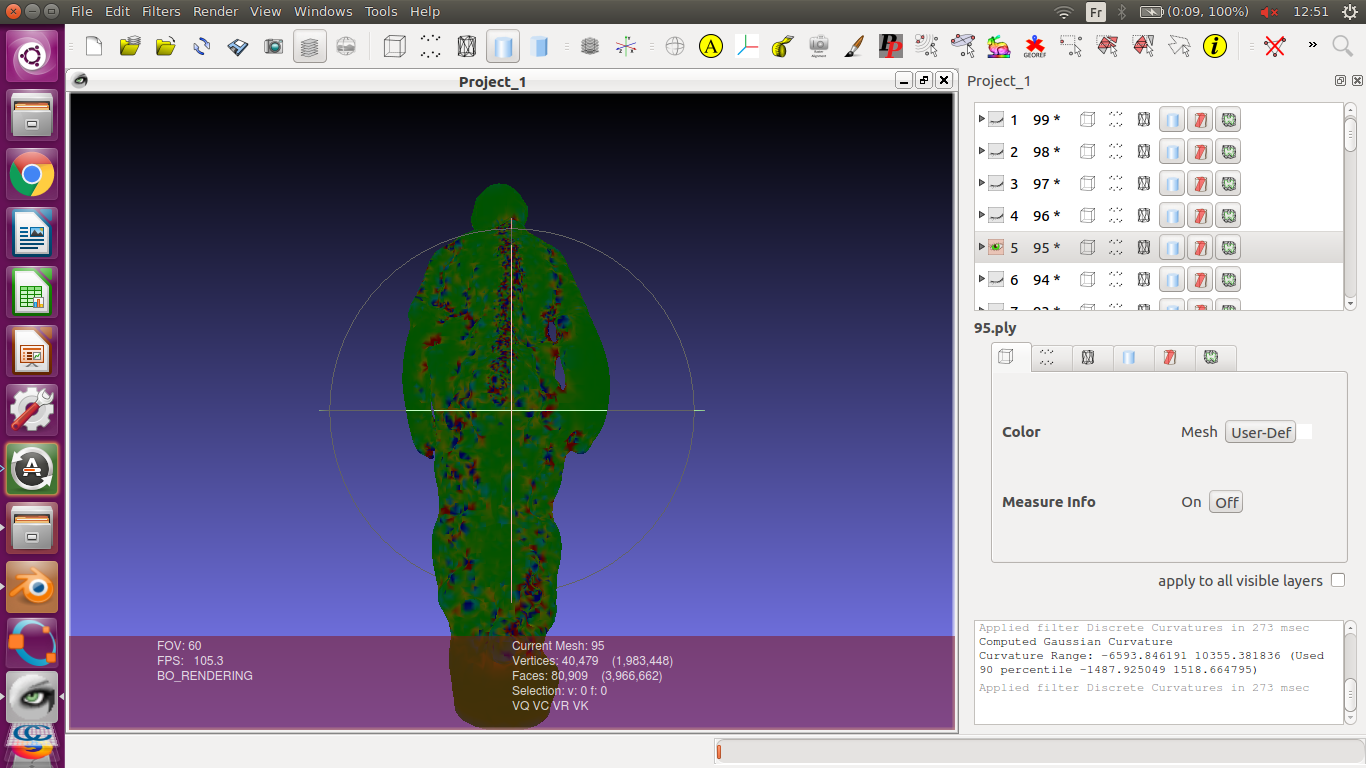 File Edit Filters Render View Windows Tools Help
Fr (0:09, 100%) 12:51
A
PP
GEOREF
i
»
Project_1
Project_1
1 99 *
2 98 *
3 97 *
4 96 *
5 95 *
6 94 *
95.ply
Color Mesh User-Def
Measure Info On Off
apply to all visible layers
Applied filter Discrete Curvatures in 273 msec
Computed Gaussian Curvature
Curvature Range: -6593.846191 10355.381836 (Used
90 percentile -1487.925049 1518.664795)
Applied filter Discrete Curvatures in 273 msec
FOV: 60
FPS: 105.3
BO_RENDERING
Current Mesh: 95
Vertices: 40,479 (1,983,448)
Faces: 80,909 (3,966,662)
Selection: v: 0 f: 0
VQ VC VR VK